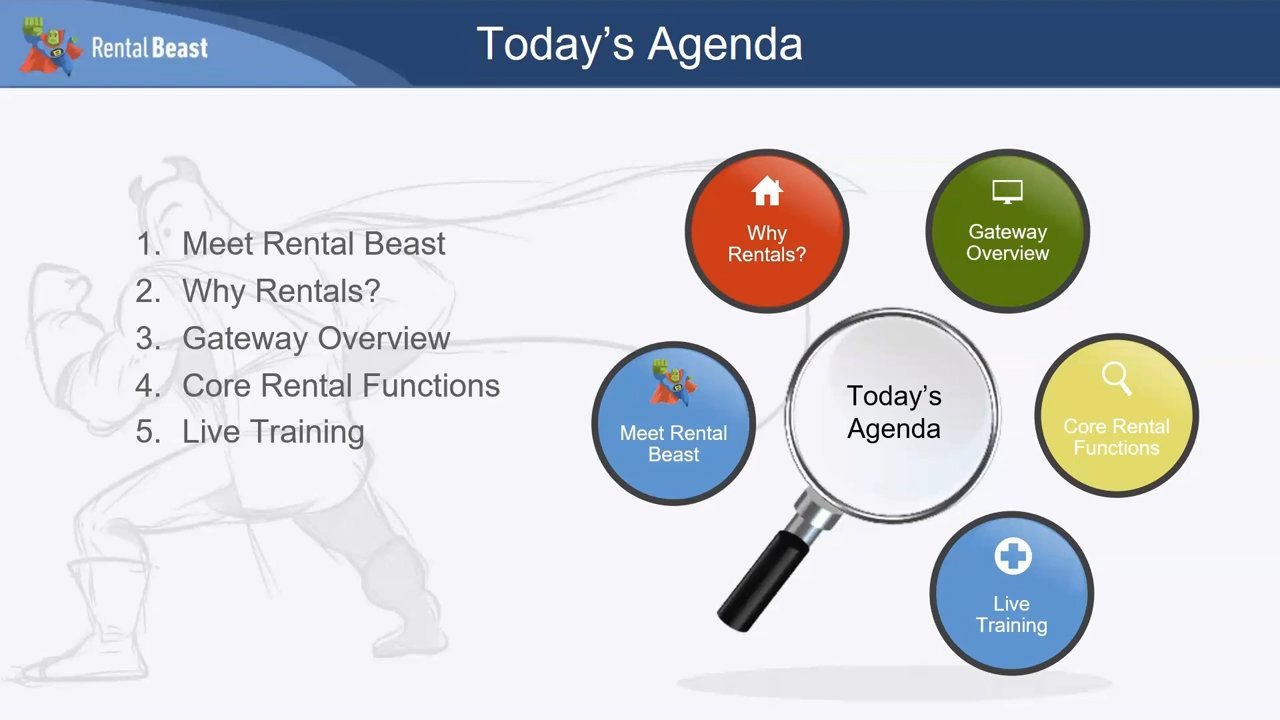 Rental Beast
Today's Agenda
1. Meet Rental Beast
2. Why Rentals?
3. Gateway Overview
4. Core Rental Functions
5. Live Training
Why
Rentals?
Gateway
Overview
Meet Rental
Beast
Today's
Agenda
Core Rental
Functions
Live
Training